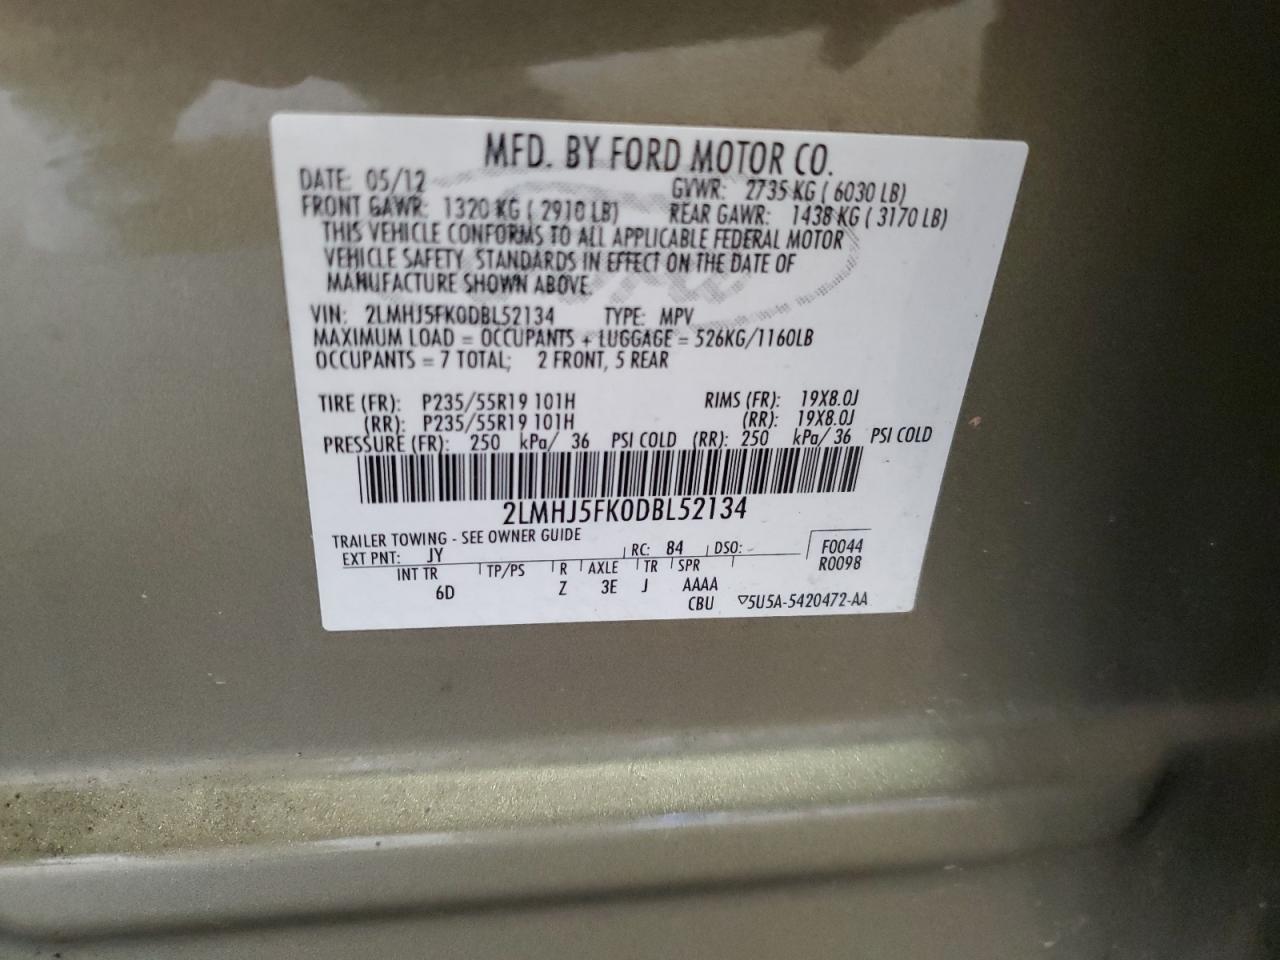 MFD. BY FORD MOTOR CO.
DATE: 05/12 GVWR: 2735 KG ( 6030 LB)
FRONT GAWR: 1320 KG ( 2910 LB) REAR GAWR: 1438 KG ( 3170 LB)
THIS VEHICLE CONFORMS TO ALL APPLICABLE FEDERAL MOTOR
VEHICLE SAFETY STANDARDS IN EFFECT ON THE DATE OF
MANUFACTURE SHOWN ABOVE.
VIN: 2LMHJ5FK0DBL52134 TYPE: MPV
MAXIMUM LOAD = OCCUPANTS + LUGGAGE = 526KG/1160LB
OCCUPANTS = 7 TOTAL; 2 FRONT, 5 REAR
TIRE (FR): P235/55R19 101H RIMS (FR): 19X8.0J
(RR): P235/55R19 101H (RR): 19X8.0J
PRESSURE (FR): 250 kPa/ 36 PSI COLD (RR): 250 kPa/ 36 PSI COLD
2LMHJ5FK0DBL52134
TRAILER TOWING - SEE OWNER GUIDE
EXT PNT: JY RC: 84 DSO: F0044
R0098
INT TR TP/PS R AXLE TR SPR
6D Z 3E J AAAA
CBU ▽5U5A-5420472-AA